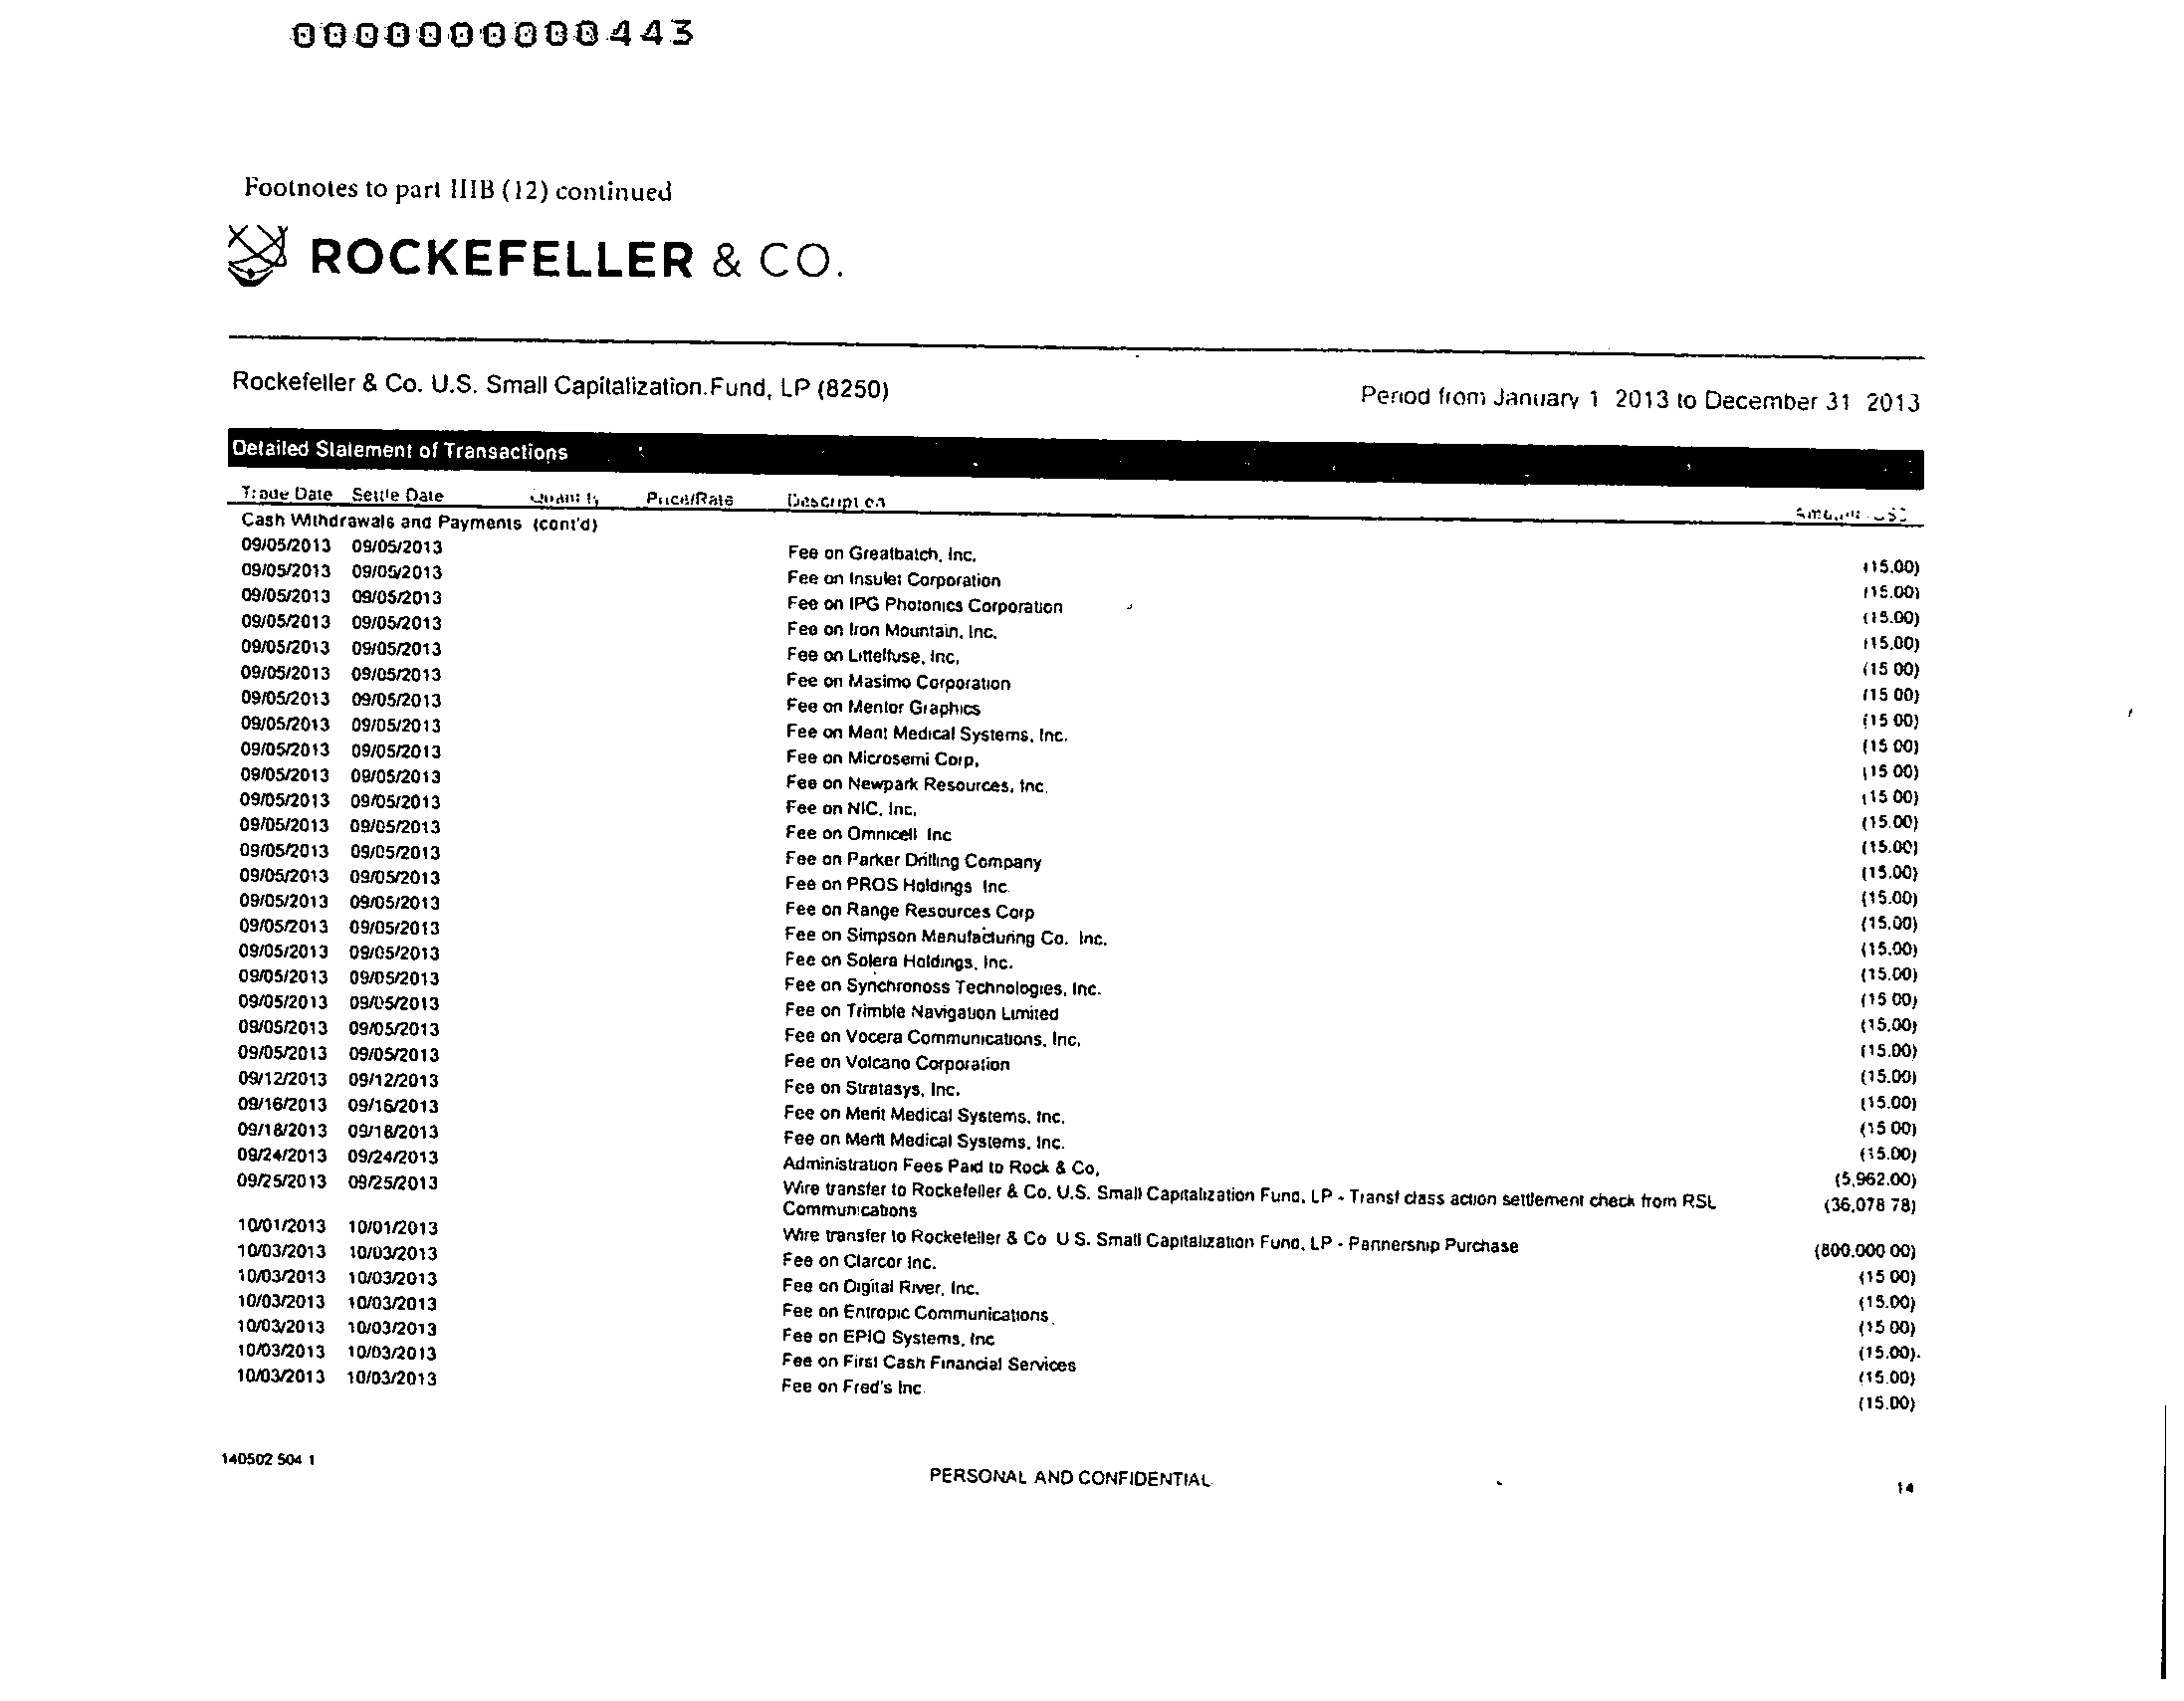 0000000000443
Footnotes to part IIIB (12) continued
ROCKEFELLER & CO.
Rockefeller & Co. U.S. Small Capitalization Fund, LP (8250)
Period from January 1 2013 to December 31 2013
Detailed Statement of Transactions
Trade Date Settle Date Quantity Price/Rate Description Amount USD
Cash Withdrawals and Payments (cont'd)
09/05/2013 09/05/2013 Fee on Greatbatch, Inc. (15.00)
09/05/2013 09/05/2013 Fee on Insulet Corporation (15.00)
09/05/2013 09/05/2013 Fee on IPG Photonics Corporation (15.00)
09/05/2013 09/05/2013 Fee on Iron Mountain, Inc. (15.00)
09/05/2013 09/05/2013 Fee on Littelfuse, Inc. (15 00)
09/05/2013 09/05/2013 Fee on Masimo Corporation (15 00)
09/05/2013 09/05/2013 Fee on Mentor Graphics (15 00)
09/05/2013 09/05/2013 Fee on Merit Medical Systems, Inc. (15 00)
09/05/2013 09/05/2013 Fee on Microsemi Corp. (15 00)
09/05/2013 09/05/2013 Fee on Newpark Resources, Inc. (15 00)
09/05/2013 09/05/2013 Fee on NIC, Inc. (15.00)
09/05/2013 09/05/2013 Fee on Omnicell Inc (15.00)
09/05/2013 09/05/2013 Fee on Parker Drilling Company (15.00)
09/05/2013 09/05/2013 Fee on PROS Holdings Inc. (15.00)
09/05/2013 09/05/2013 Fee on Range Resources Corp (15.00)
09/05/2013 09/05/2013 Fee on Simpson Manufacturing Co. Inc. (15.00)
09/05/2013 09/05/2013 Fee on Solera Holdings, Inc. (15.00)
09/05/2013 09/05/2013 Fee on Synchronoss Technologies, Inc. (15 00)
09/05/2013 09/05/2013 Fee on Trimble Navigation Limited (15.00)
09/05/2013 09/05/2013 Fee on Vocera Communications, Inc. (15.00)
09/05/2013 09/05/2013 Fee on Volcano Corporation (15.00)
09/12/2013 09/12/2013 Fee on Stratasys, Inc. (15.00)
09/16/2013 09/16/2013 Fee on Merit Medical Systems, Inc. (15 00)
09/18/2013 09/18/2013 Fee on Merit Medical Systems, Inc. (15.00)
09/24/2013 09/24/2013 Administration Fees Paid to Rock & Co. (5,962.00)
09/25/2013 09/25/2013 Wire transfer to Rockefeller & Co. U.S. Small Capitalization Fund, LP - Transf class action settlement check from RSL (36,078 78)
Communications
10/01/2013 10/01/2013 Wire transfer to Rockefeller & Co U S. Small Capitalization Fund, LP - Partnership Purchase (800,000 00)
10/03/2013 10/03/2013 Fee on Clarcor Inc. (15 00)
10/03/2013 10/03/2013 Fee on Digital River, Inc. (15.00)
10/03/2013 10/03/2013 Fee on Entropic Communications (15 00)
10/03/2013 10/03/2013 Fee on EPIQ Systems, Inc (15.00)
10/03/2013 10/03/2013 Fee on First Cash Financial Services (15.00)
10/03/2013 10/03/2013 Fee on Fred's Inc. (15.00)
140502 504 1
PERSONAL AND CONFIDENTIAL
14